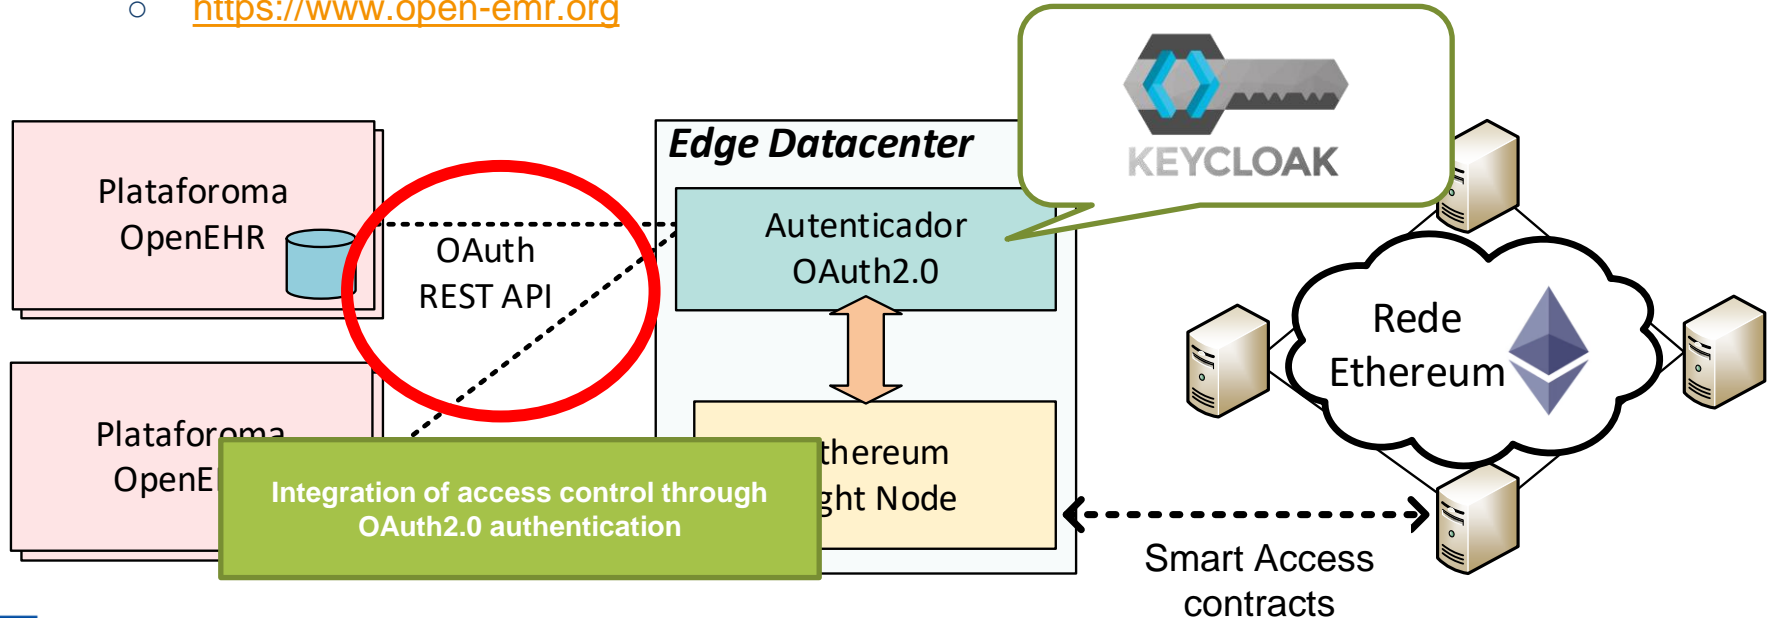 https://www.open-emr.org
KEYCLOAK
Edge Datacenter
Plataforoma
OpenEHR
OAuth
REST API
Autenticador
OAuth2.0
Rede
Ethereum
Plataforoma
OpenE
thereum
ght Node
Integration of access control through
OAuth2.0 authentication
Smart Access
contracts